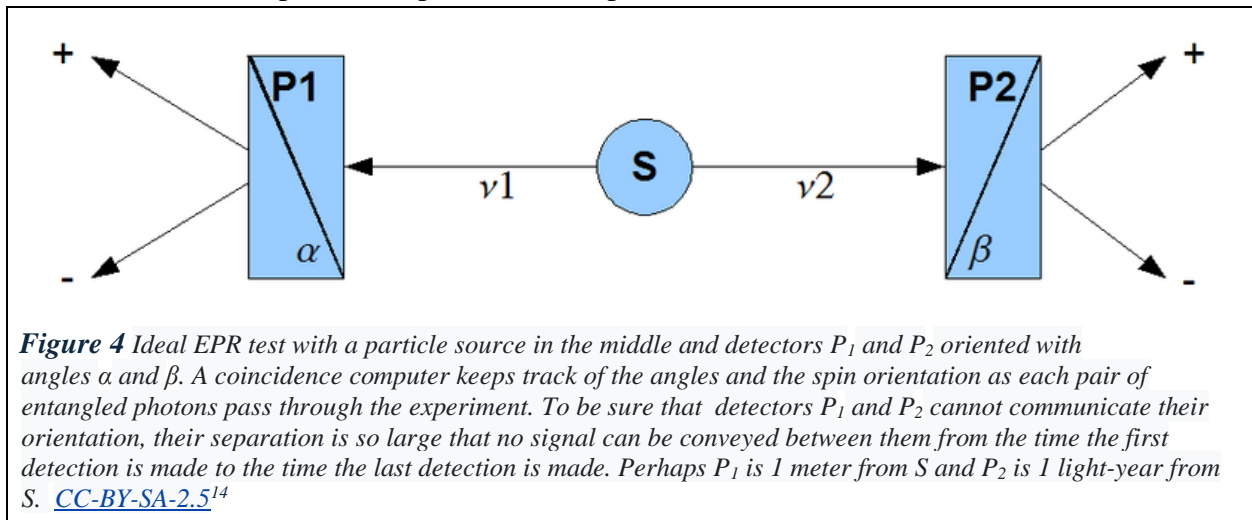 + P1 P2 +
S
ν1 ν2
α β
- -
Figure 4 Ideal EPR test with a particle source in the middle and detectors P1 and P2 oriented with
angles α and β. A coincidence computer keeps track of the angles and the spin orientation as each pair of
entangled photons pass through the experiment. To be sure that detectors P1 and P2 cannot communicate their
orientation, their separation is so large that no signal can be conveyed between them from the time the first
detection is made to the time the last detection is made. Perhaps P1 is 1 meter from S and P2 is 1 light-year from
S. CC-BY-SA-2.514